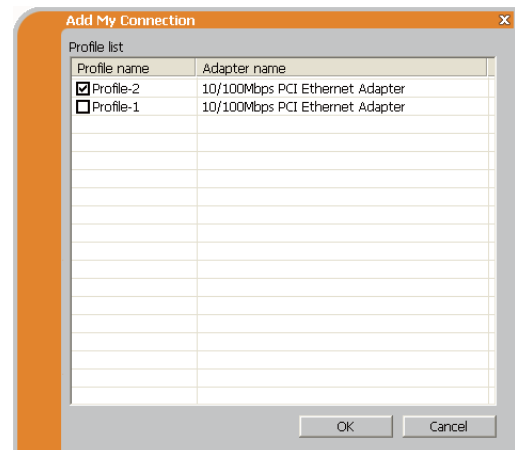 Add My Connection x
Profile list
Profile name Adapter name
Profile-2 10/100Mbps PCI Ethernet Adapter
Profile-1 10/100Mbps PCI Ethernet Adapter
OK Cancel